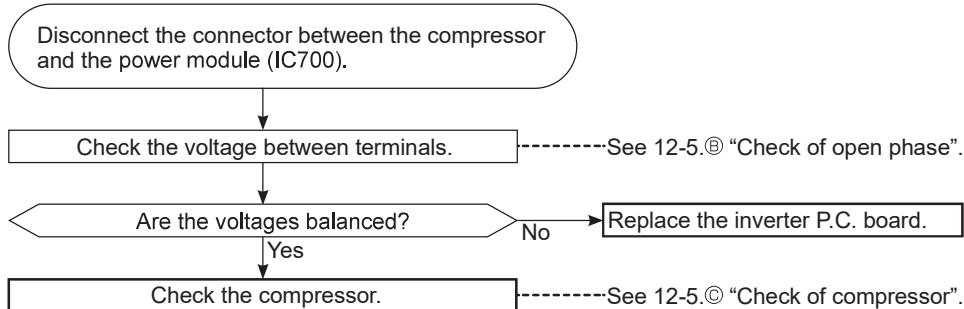 Disconnect the connector between the compressor
and the power module (IC700).
Check the voltage between terminals.
See 12-5.Ⓑ “Check of open phase”.
Are the voltages balanced?
No
Replace the inverter P.C. board.
Yes
Check the compressor.
See 12-5.Ⓒ “Check of compressor”.